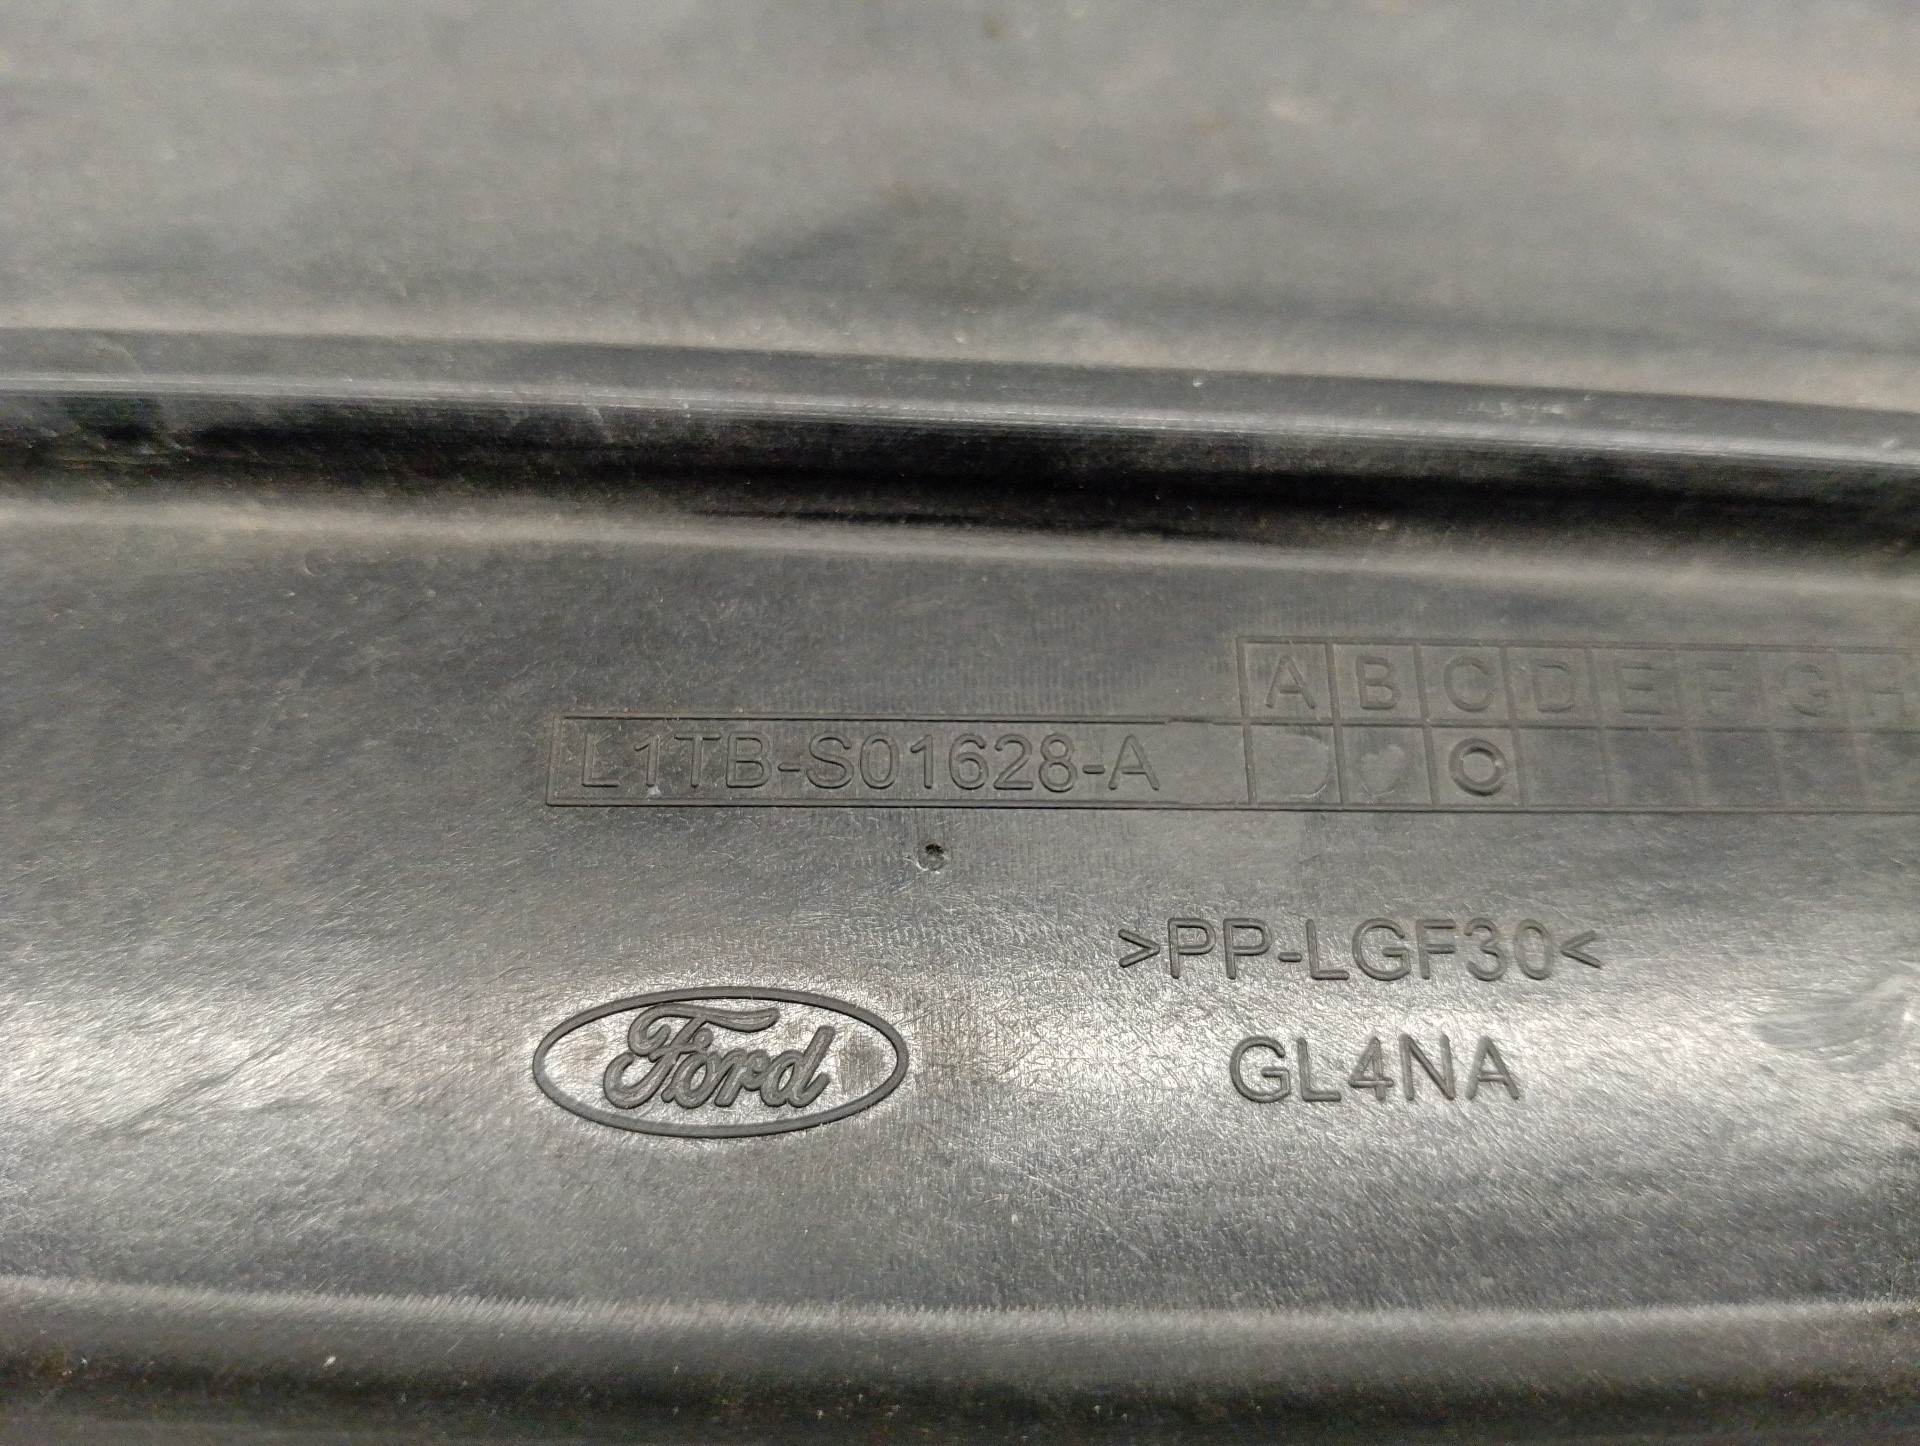 A B C D E F G H
L1TB-S01628-A
>PP-LGF30<
Ford
GL4NA